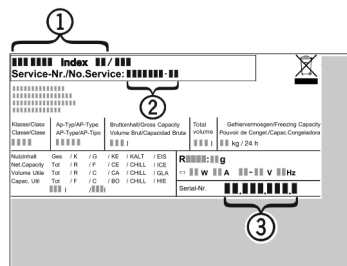 1
Index /
Service-Nr./No.Service: -
2
Klasse/Class Ap-Typ/AP-Type Bruttoinhalt/Gross Capacity Total Gefriervermoegen/Freezing Capacity
Classe/Clase AP-Type/AP-Tipo Volume Brut/Capacidad Bruta volume Pouvoir de Congel./Capac.Congeladora
l l kg / 24 h
Nutzinhalt Ges / K / G / KE / KALT / EIS
Net.Capacity Tot / R / F / CE / CHILL / ICE
Volume Utile Tot / R / C / CA / CHILL / GLA
Capac. Util Tot / F / C / BO / CHILL / HIE
l / l
R : g
W A - V Hz
Serial-Nr. , , ,
3